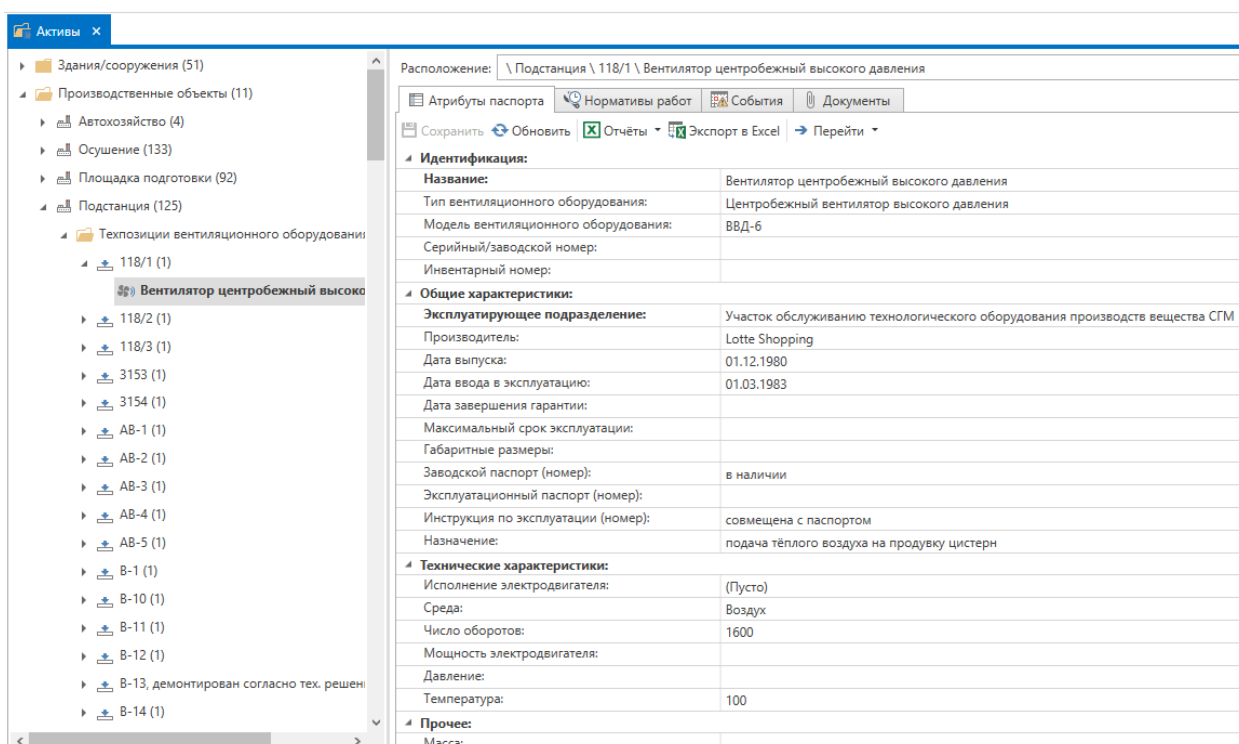 Активы ×
Здания/сооружения (51)
Производственные объекты (11)
Автохозяйство (4)
Осушение (133)
Площадка подготовки (92)
Подстанция (125)
Техпозиции вентиляционного оборудования
118/1 (1)
Вентилятор центробежный высоко
118/2 (1)
118/3 (1)
3153 (1)
3154 (1)
АВ-1 (1)
АВ-2 (1)
АВ-3 (1)
АВ-4 (1)
АВ-5 (1)
В-1 (1)
В-10 (1)
В-11 (1)
В-12 (1)
В-13, демонтирован согласно тех. решен
В-14 (1)
Расположение: \ Подстанция \ 118/1 \ Вентилятор центробежный высокого давления
Атрибуты паспорта Нормативы работ События Документы
Сохранить Обновить Отчёты Экспорт в Excel Перейти
Идентификация:
Название: Вентилятор центробежный высокого давления
Тип вентиляционного оборудования: Центробежный вентилятор высокого давления
Модель вентиляционного оборудования: ВВД-6
Серийный/заводской номер:
Инвентарный номер:
Общие характеристики:
Эксплуатирующее подразделение: Участок обслуживанию технологического оборудования производств вещества СГМ
Производитель: Lotte Shopping
Дата выпуска: 01.12.1980
Дата ввода в эксплуатацию: 01.03.1983
Дата завершения гарантии:
Максимальный срок эксплуатации:
Габаритные размеры:
Заводской паспорт (номер): в наличии
Эксплуатационный паспорт (номер):
Инструкция по эксплуатации (номер): совмещена с паспортом
Назначение: подача тёплого воздуха на продувку цистерн
Технические характеристики:
Исполнение электродвигателя: (Пусто)
Среда: Воздух
Число оборотов: 1600
Мощность электродвигателя:
Давление:
Температура: 100
Прочее:
Масса: